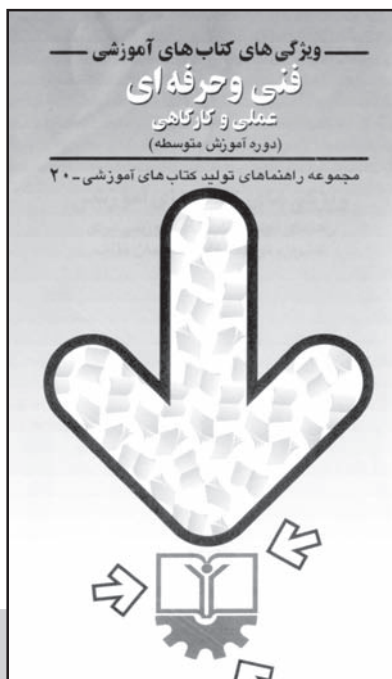 ویژگی های کتاب های آموزشی
فنی و حرفه ای
عملی و کارگاهی
(دوره آموزش متوسطه)
مجموعه راهنماهای تولید کتاب های آموزشی - ۲۰